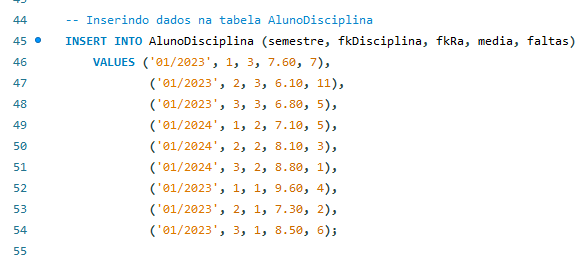 44 -- Inserindo dados na tabela AlunoDisciplina
45 INSERT INTO AlunoDisciplina (semestre, fkDisciplina, fkRa, media, faltas)
46 VALUES ('01/2023', 1, 3, 7.60, 7),
47 ('01/2023', 2, 3, 6.10, 11),
48 ('01/2023', 3, 3, 6.80, 5),
49 ('01/2024', 1, 2, 7.10, 5),
50 ('01/2024', 2, 2, 8.10, 3),
51 ('01/2024', 3, 2, 8.80, 1),
52 ('01/2023', 1, 1, 9.60, 4),
53 ('01/2023', 2, 1, 7.30, 2),
54 ('01/2023', 3, 1, 8.50, 6);
55